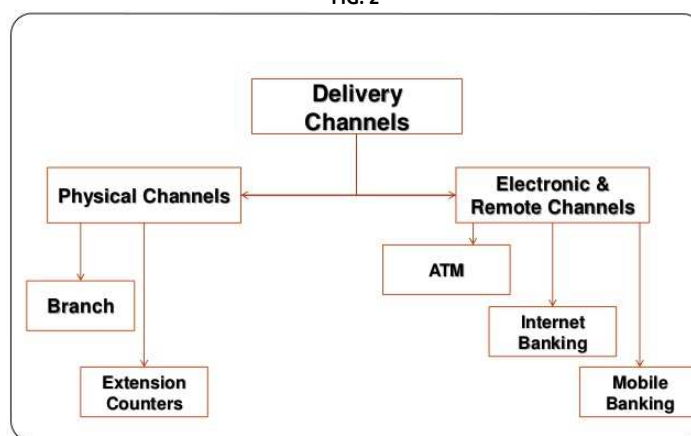 FIG. 2
Delivery
Channels
Physical Channels
Electronic &
Remote Channels
ATM
Branch
Internet
Banking
Extension
Counters
Mobile
Banking